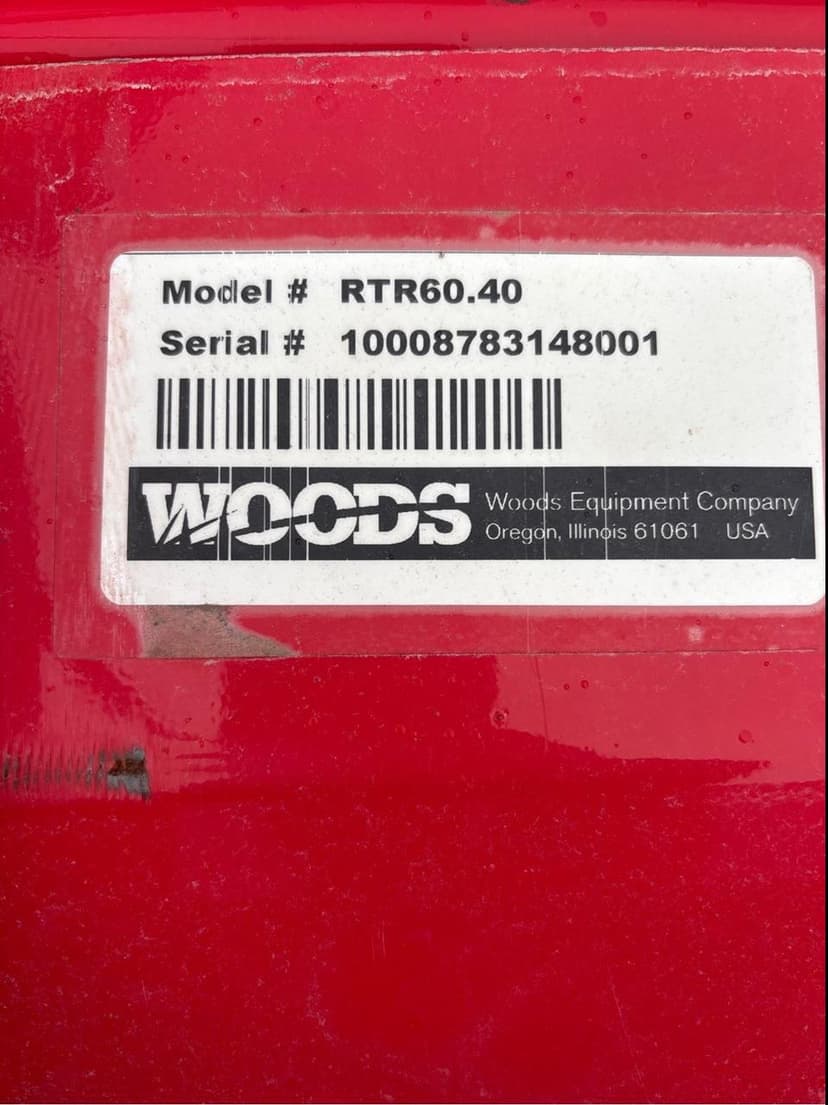 Model # RTR60.40
Serial # 10008783148001
WOODS
Woods Equipment Company
Oregon, Illinois 61061 USA